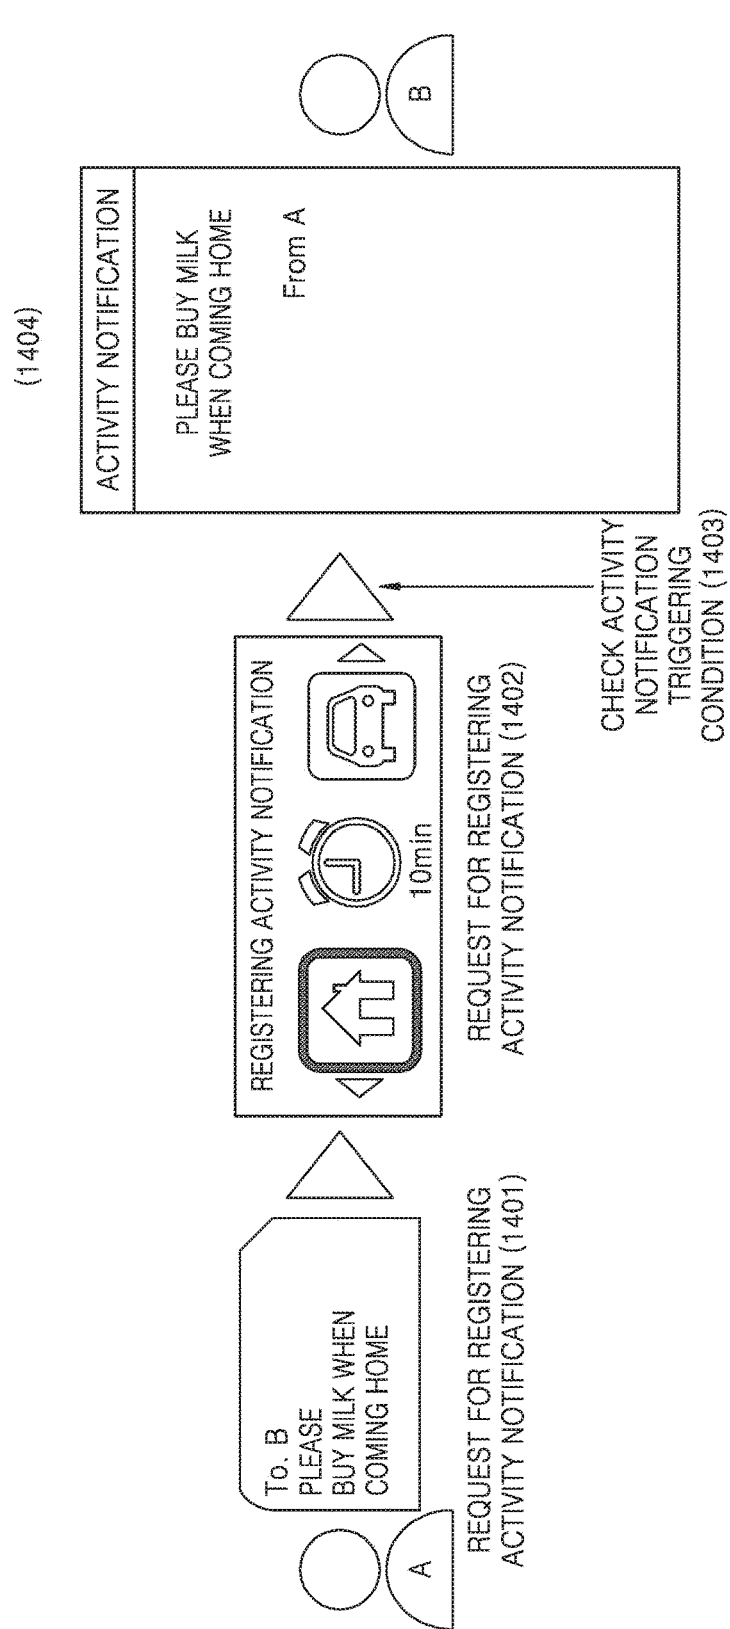 A
To. B
PLEASE
BUY MILK WHEN
COMING HOME
REQUEST FOR REGISTERING
ACTIVITY NOTIFICATION (1401)
REGISTERING ACTIVITY NOTIFICATION
10min
REQUEST FOR REGISTERING
ACTIVITY NOTIFICATION (1402)
CHECK ACTIVITY
NOTIFICATION
TRIGGERING
CONDITION (1403)
(1404)
ACTIVITY NOTIFICATION
PLEASE BUY MILK
WHEN COMING HOME
From A
B